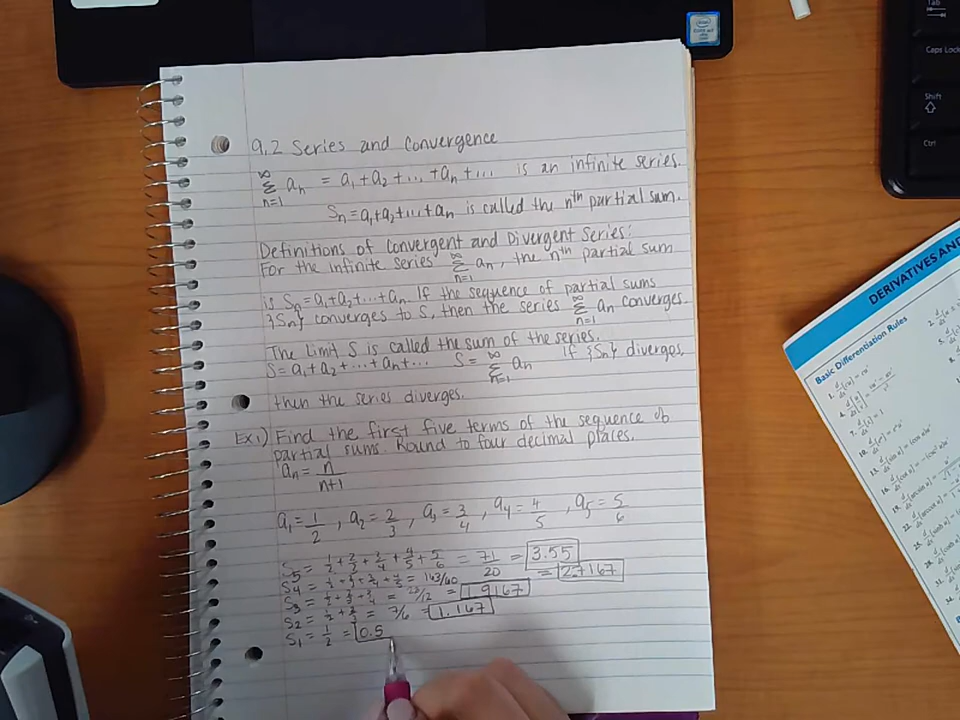 9.2 Series and Convergence
∞ Σ n=1 an = a1+a2+...+an+... is an infinite series.
Sn=a1+a2+...+an is called the nth partial sum.
Definitions of Convergent and Divergent Series:
For the infinite series ∞ Σ n=1 an, the nth partial sum
is Sn=a1+a2+...+an. If the sequence of partial sums
{Sn} converges to S, then the series ∞ Σ n=1 an converges.
The Limit S is called the sum of the series.
S=a1+a2+...+an+... S= ∞ Σ n=1 an If {Sn} diverges,
then the series diverges.
Ex1) Find the first five terms of the sequence of
partial sums. Round to four decimal places.
an = n/n+1
a1=1/2, a2=2/3, a3=3/4, a4=4/5, a5=5/6
S5 = 1/2+2/3+3/4+4/5+5/6 = 71/20 = 3.55
S4 = 1/2+2/3+3/4+4/5 = 163/60 = 2.7167
S3 = 1/2+2/3+3/4 = 23/12 = 1.9167
S2 = 1/2+2/3 = 7/6 = 1.167
S1 = 1/2 = 0.5
DERIVATIVES AND
Basic Differentiation Rules
intel
Tab
Caps Lock
Shift
Ctrl